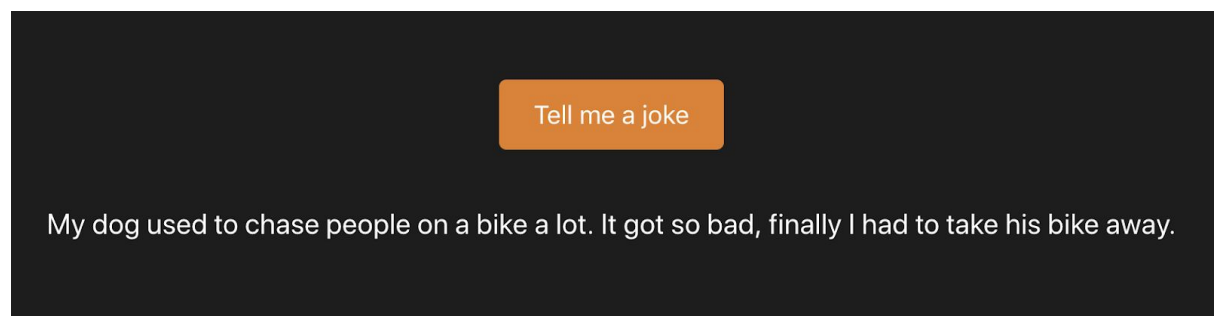 Tell me a joke
My dog used to chase people on a bike a lot. It got so bad, finally I had to take his bike away.